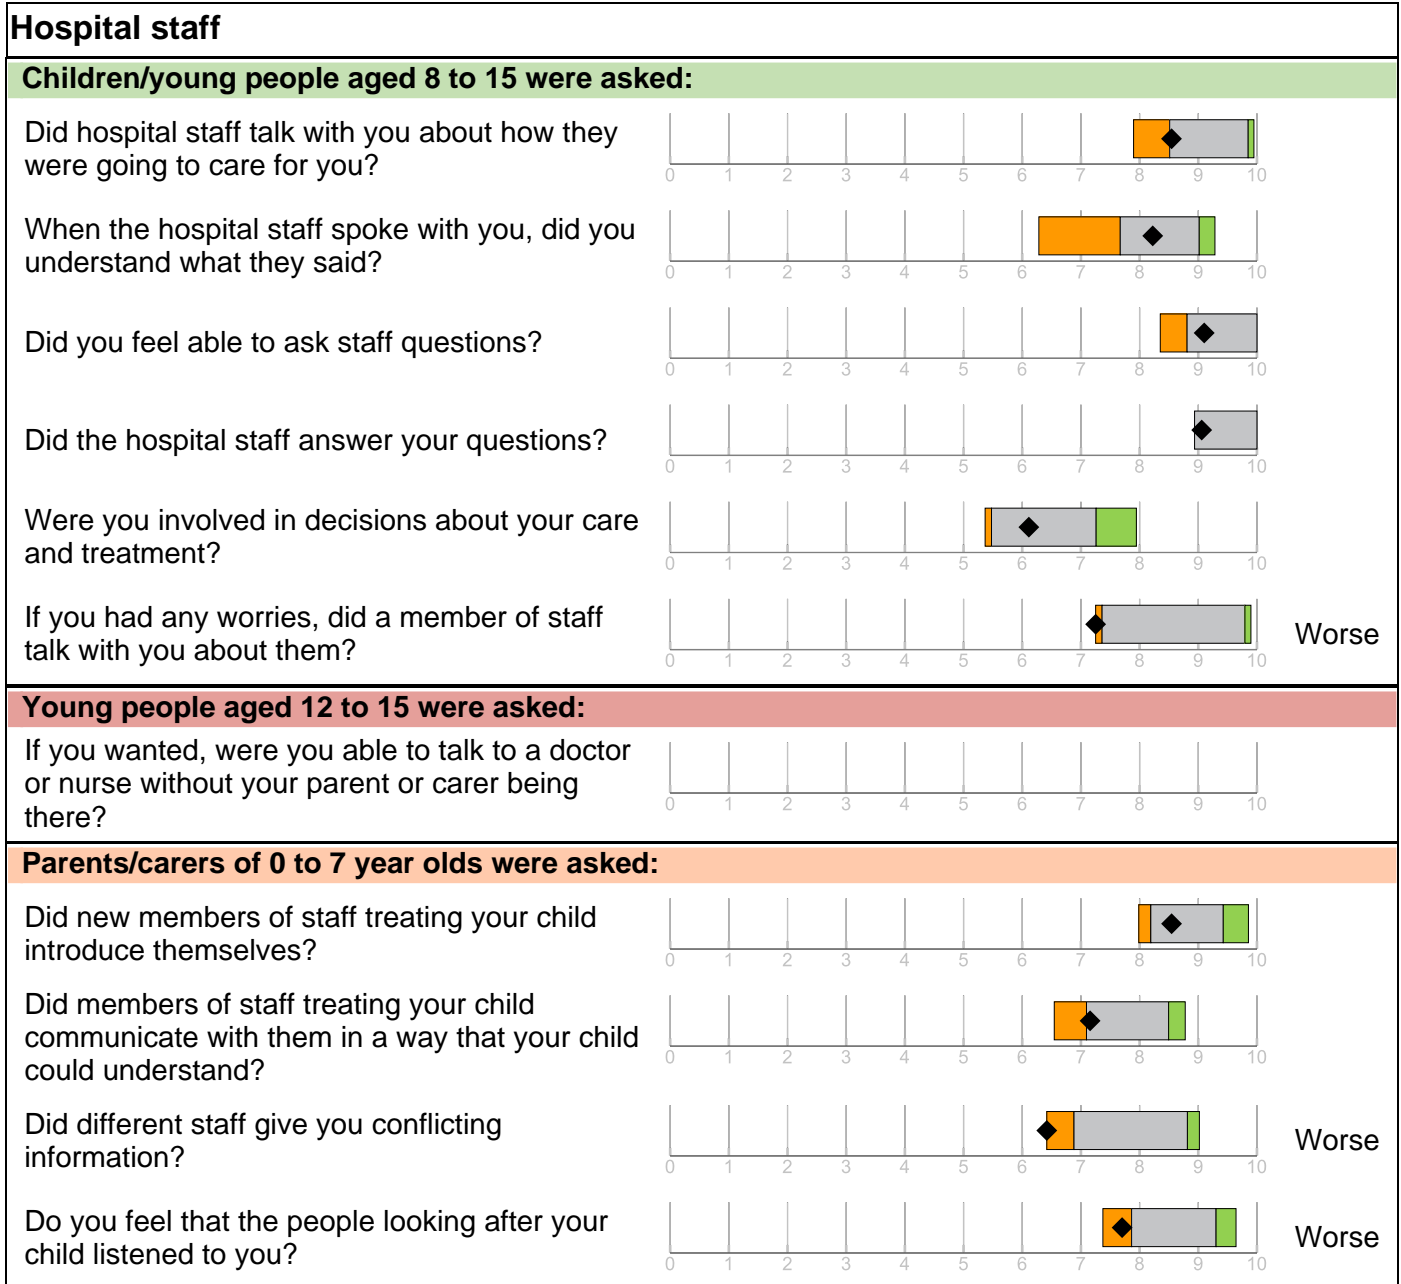 Hospital staff
Children/young people aged 8 to 15 were asked:
Did hospital staff talk with you about how they
were going to care for you?
0 1 2 3 4 5 6 7 8 9 10
When the hospital staff spoke with you, did you
understand what they said?
0 1 2 3 4 5 6 7 8 9 10
Did you feel able to ask staff questions?
0 1 2 3 4 5 6 7 8 9 10
Did the hospital staff answer your questions?
0 1 2 3 4 5 6 7 8 9 10
Were you involved in decisions about your care
and treatment?
0 1 2 3 4 5 6 7 8 9 10
If you had any worries, did a member of staff
talk with you about them?
Worse
0 1 2 3 4 5 6 7 8 9 10
Young people aged 12 to 15 were asked:
If you wanted, were you able to talk to a doctor
or nurse without your parent or carer being
there?
0 1 2 3 4 5 6 7 8 9 10
Parents/carers of 0 to 7 year olds were asked:
Did new members of staff treating your child
introduce themselves?
0 1 2 3 4 5 6 7 8 9 10
Did members of staff treating your child
communicate with them in a way that your child
could understand?
0 1 2 3 4 5 6 7 8 9 10
Did different staff give you conflicting
information?
Worse
0 1 2 3 4 5 6 7 8 9 10
Do you feel that the people looking after your
child listened to you?
Worse
0 1 2 3 4 5 6 7 8 9 10